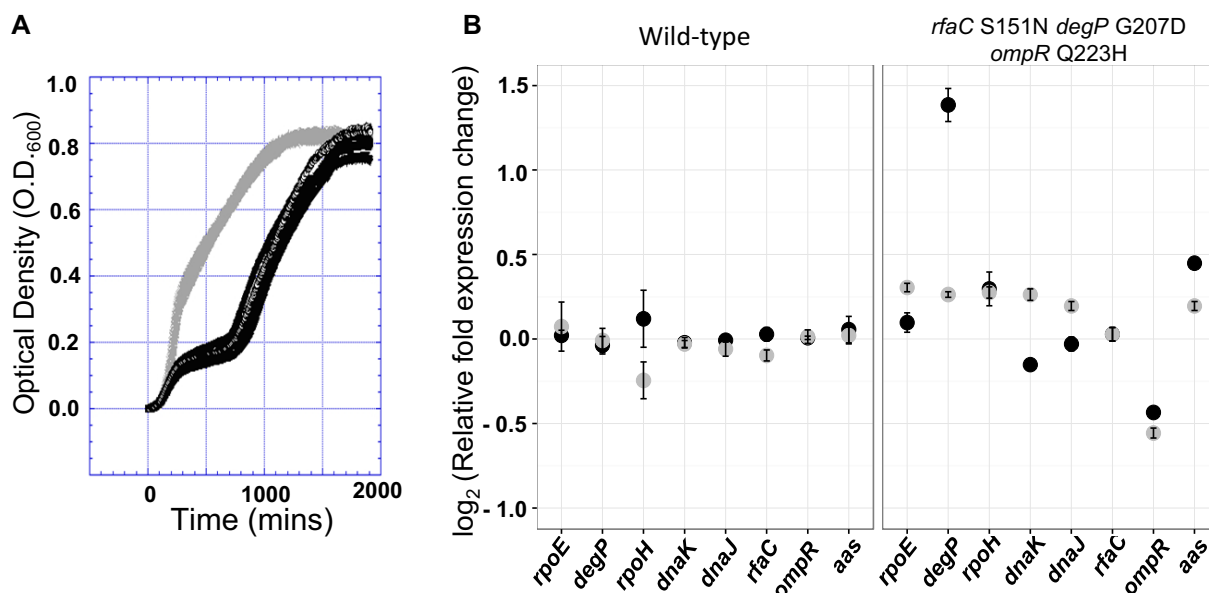 A
Optical Density (O.D.600)
1.0
0.8
0.6
0.4
0.2
0.0
0
1000
2000
Time (mins)
B
Wild-type
rfaC S151N degP G207D
ompR Q223H
log2 (Relative fold expression change)
1.5
1.0
0.5
0.0
- 0.5
- 1.0
rpoE
degP
rpoH
dnaK
dnaJ
rfaC
ompR
aas
rpoE
degP
rpoH
dnaK
dnaJ
rfaC
ompR
aas